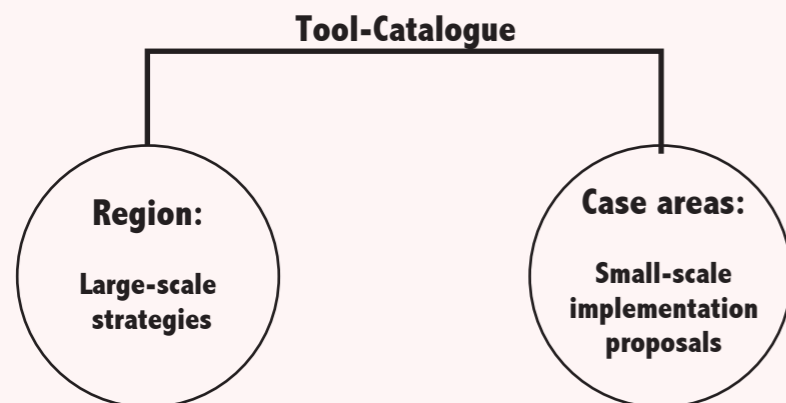 Tool-Catalogue
Region:
Large-scale
strategies
Case areas:
Small-scale
implementation
proposals